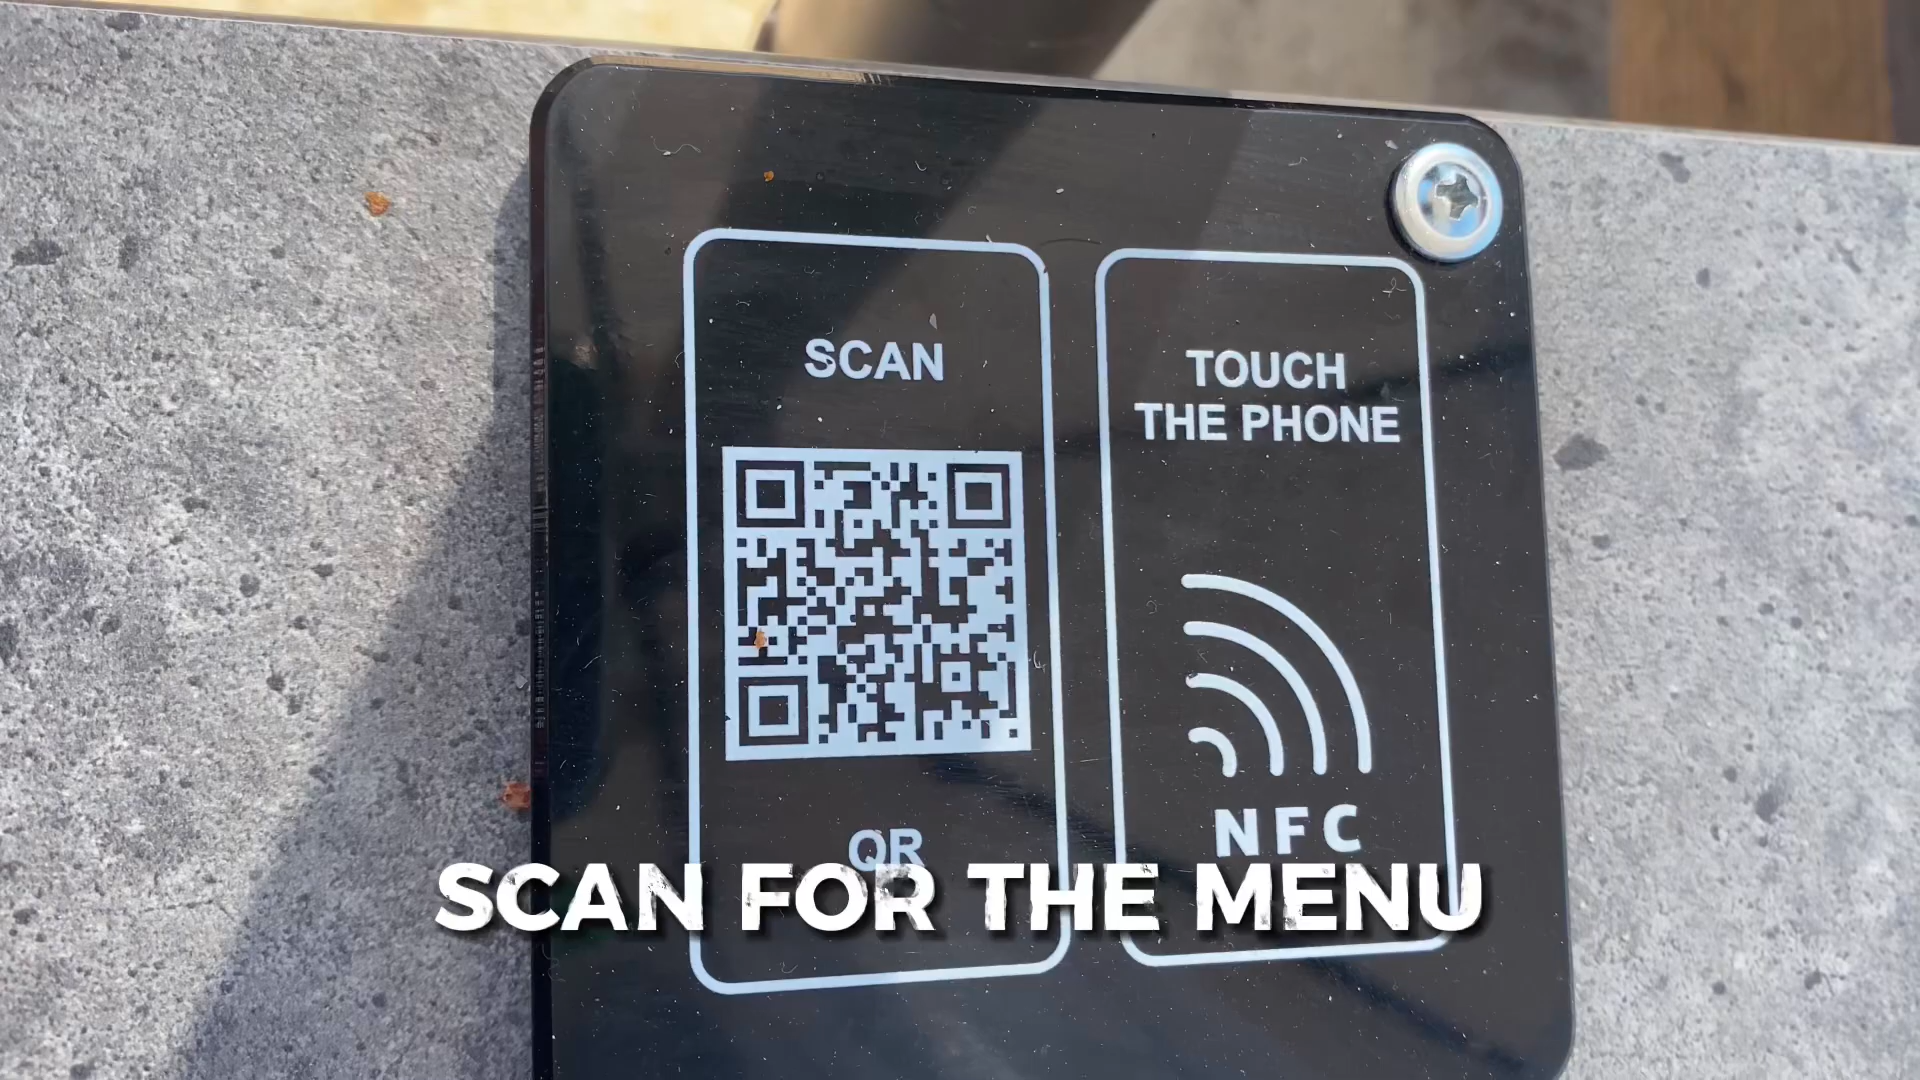 SCAN
QR
TOUCH
THE PHONE
NFC
SCAN FOR THE MENU